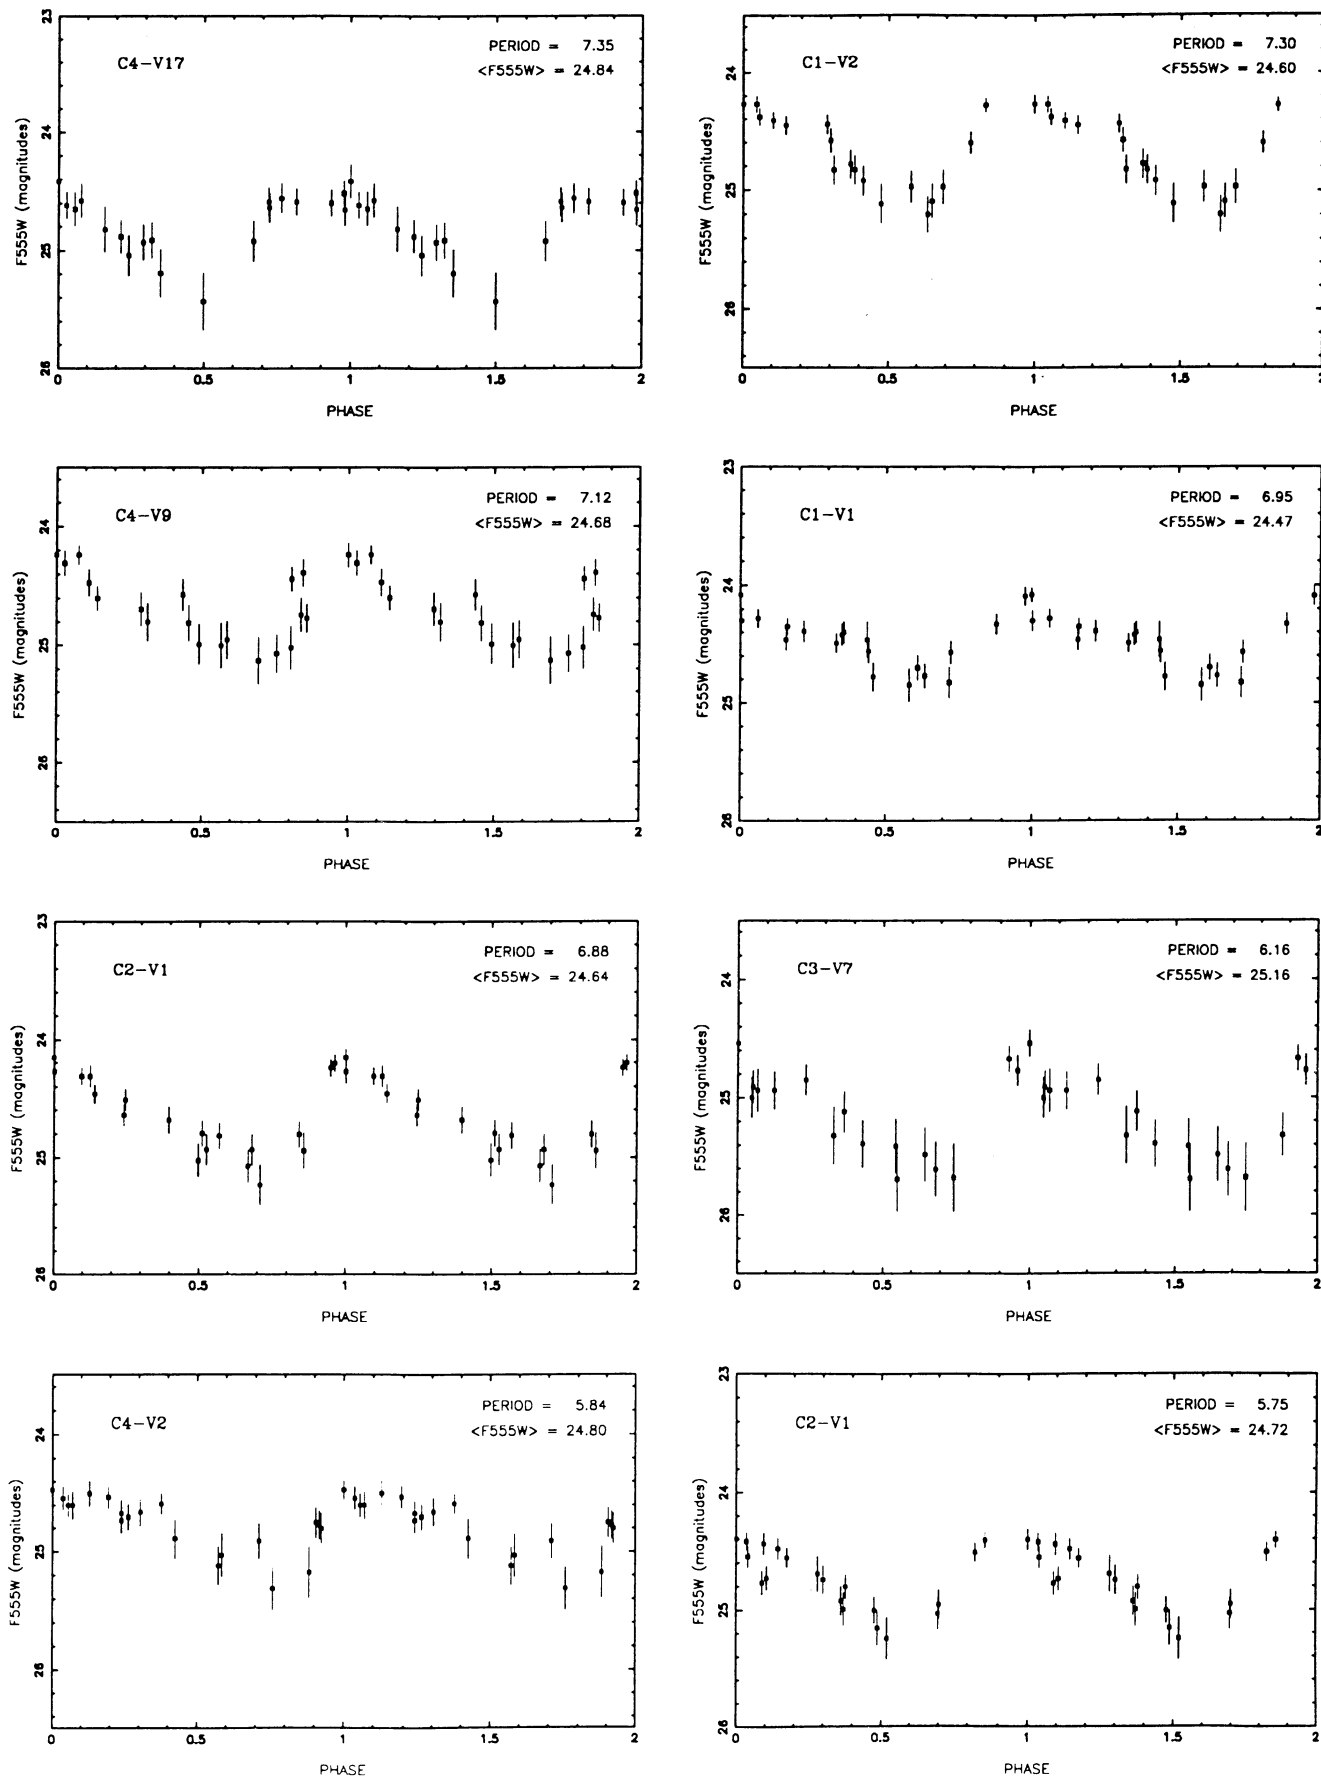 C4-V17
PERIOD = 7.35
<F555W> = 24.84
F555W (magnitudes)
23
24
25
26
0
0.5
1
1.5
2
PHASE
C1-V2
PERIOD = 7.30
<F555W> = 24.60
F555W (magnitudes)
24
25
26
0
0.5
1
1.5
2
PHASE
C4-V9
PERIOD = 7.12
<F555W> = 24.68
F555W (magnitudes)
24
25
26
0
0.5
1
1.5
2
PHASE
C1-V1
PERIOD = 6.95
<F555W> = 24.47
F555W (magnitudes)
23
24
25
26
0
0.5
1
1.5
2
PHASE
C2-V1
PERIOD = 6.88
<F555W> = 24.64
F555W (magnitudes)
23
24
25
26
0
0.5
1
1.5
2
PHASE
C3-V7
PERIOD = 6.16
<F555W> = 25.16
F555W (magnitudes)
24
25
26
0
0.5
1
1.5
2
PHASE
C4-V2
PERIOD = 5.84
<F555W> = 24.80
F555W (magnitudes)
24
25
26
0
0.5
1
1.5
2
PHASE
C2-V1
PERIOD = 5.75
<F555W> = 24.72
F555W (magnitudes)
23
24
25
26
0
0.5
1
1.5
2
PHASE